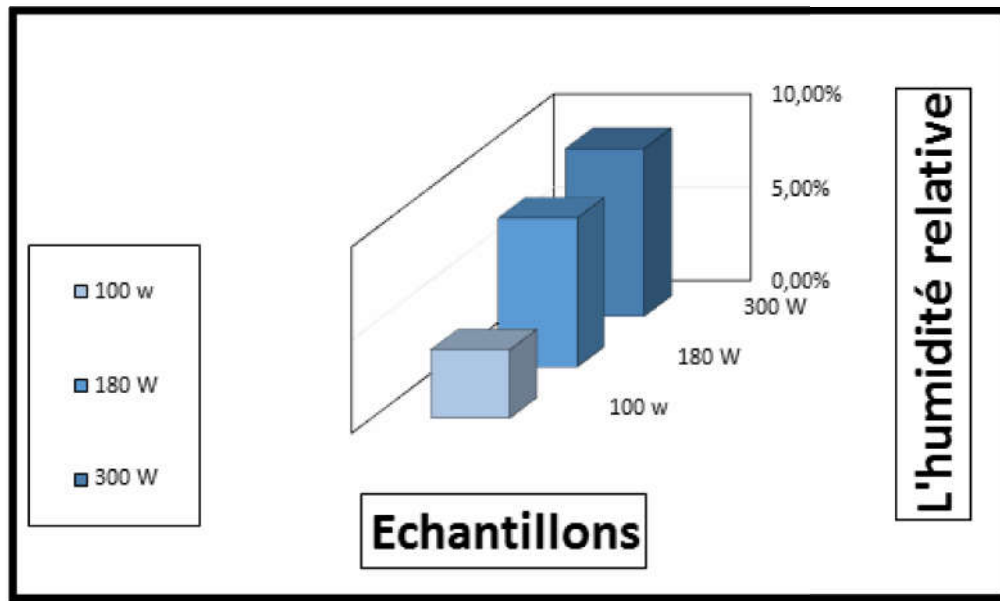 10,00%
5,00%
0,00%
300 W
180 W
100 w
100 w
180 W
300 W
L'humidité relative
Echantillons